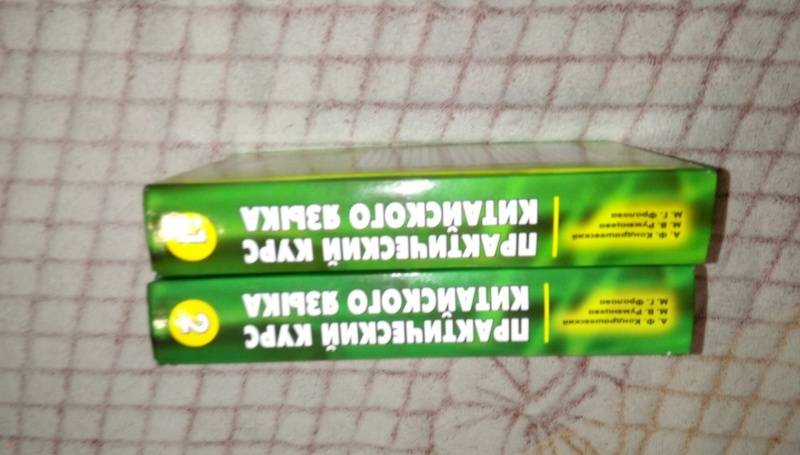 А. Ф. Кондрашевский
М. В. Румянцева
М. Г. Фролова
ПРАКТИЧЕСКИЙ КУРС
КИТАЙСКОГО ЯЗЫКА
2
А. Ф. Кондрашевский
М. В. Румянцева
М. Г. Фролова
ПРАКТИЧЕСКИЙ КУРС
КИТАЙСКОГО ЯЗЫКА
1